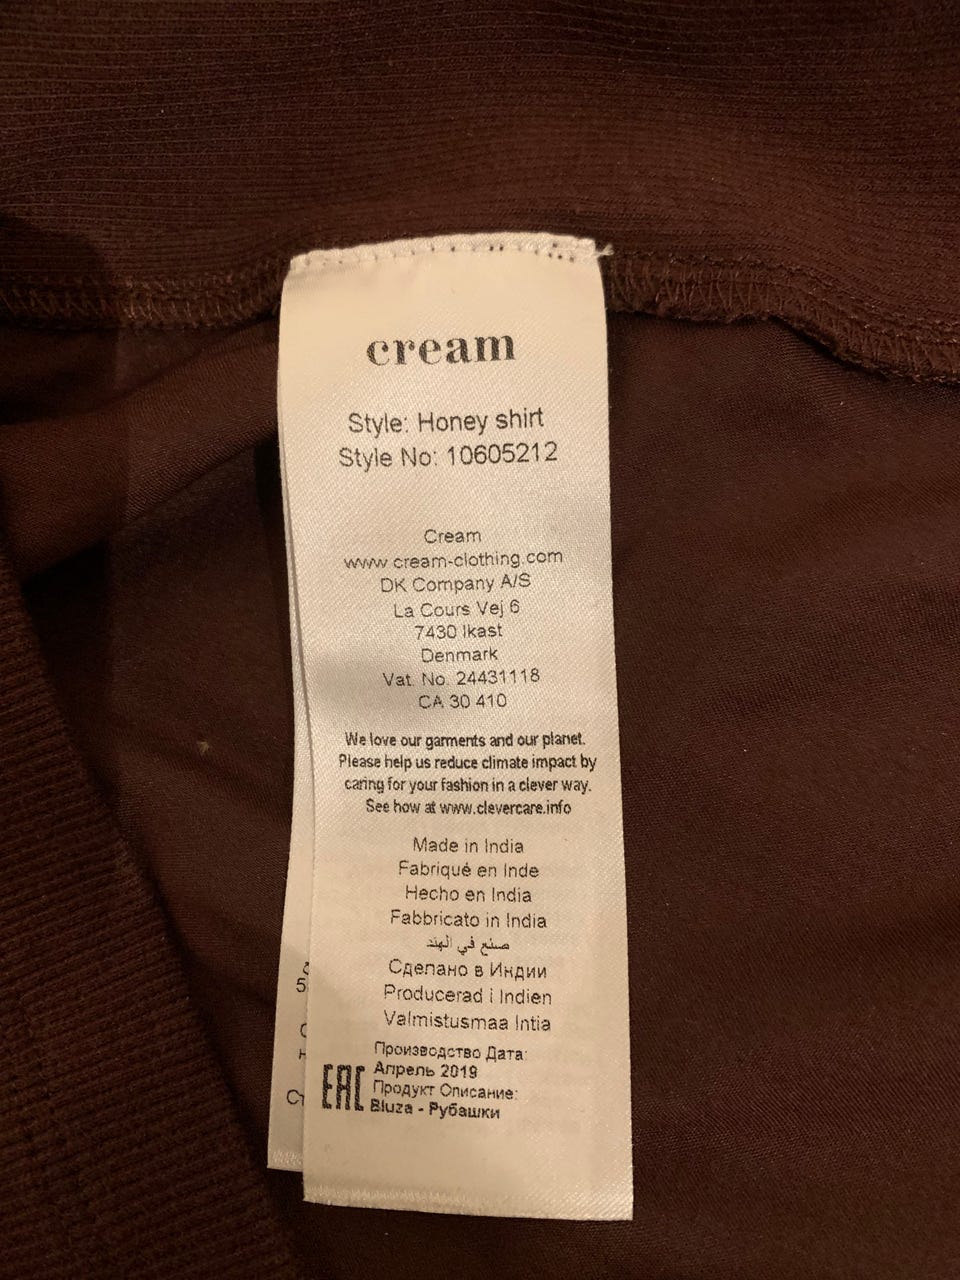 cream
Style: Honey shirt
Style No: 10605212
Cream
www cream-clothing.com
DK Company A/S
La Cours Vej 6
7430 Ikast
Denmark
Vat. No. 24431118
CA 30 410
We love our garments and our planet.
Please help us reduce climate impact by
caring for your fashion in a clever way.
See how at www.clevercare.info
Made in India
Fabriqué en Inde
Hecho en India
Fabbricato in India
صنع في الهند
Сделано в Индии
Producerad i Indien
Valmistusmaa Intia
Производство Дата:
Апрель 2019
Продукт Описание:
Bluza - Рубашки
EAC